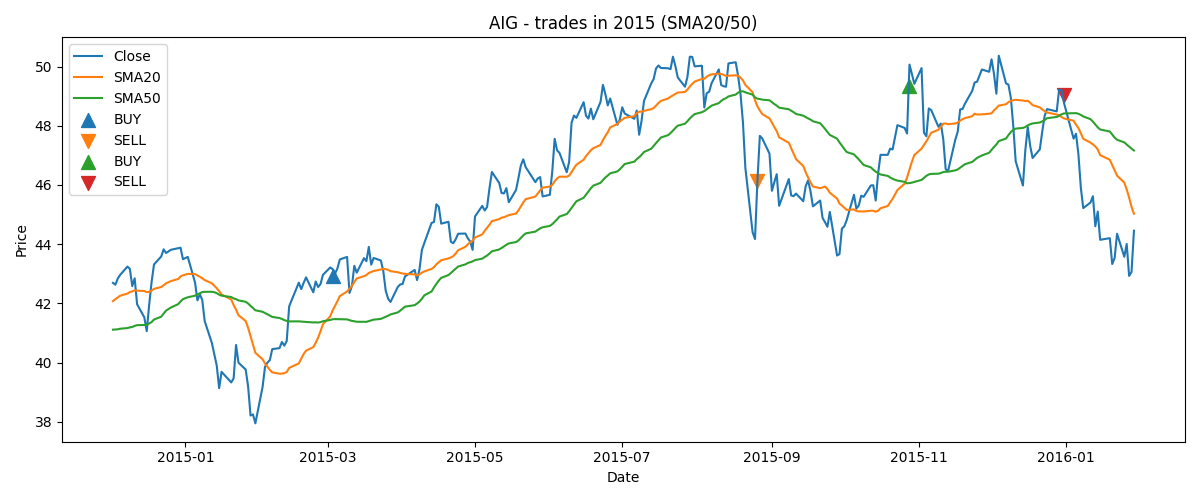 AIG - trades in 2015 (SMA20/50)
Close
SMA20
SMA50
BUY
SELL
BUY
SELL
Price
50
48
46
44
42
40
38
2015-01 2015-03 2015-05 2015-07 2015-09 2015-11 2016-01
Date